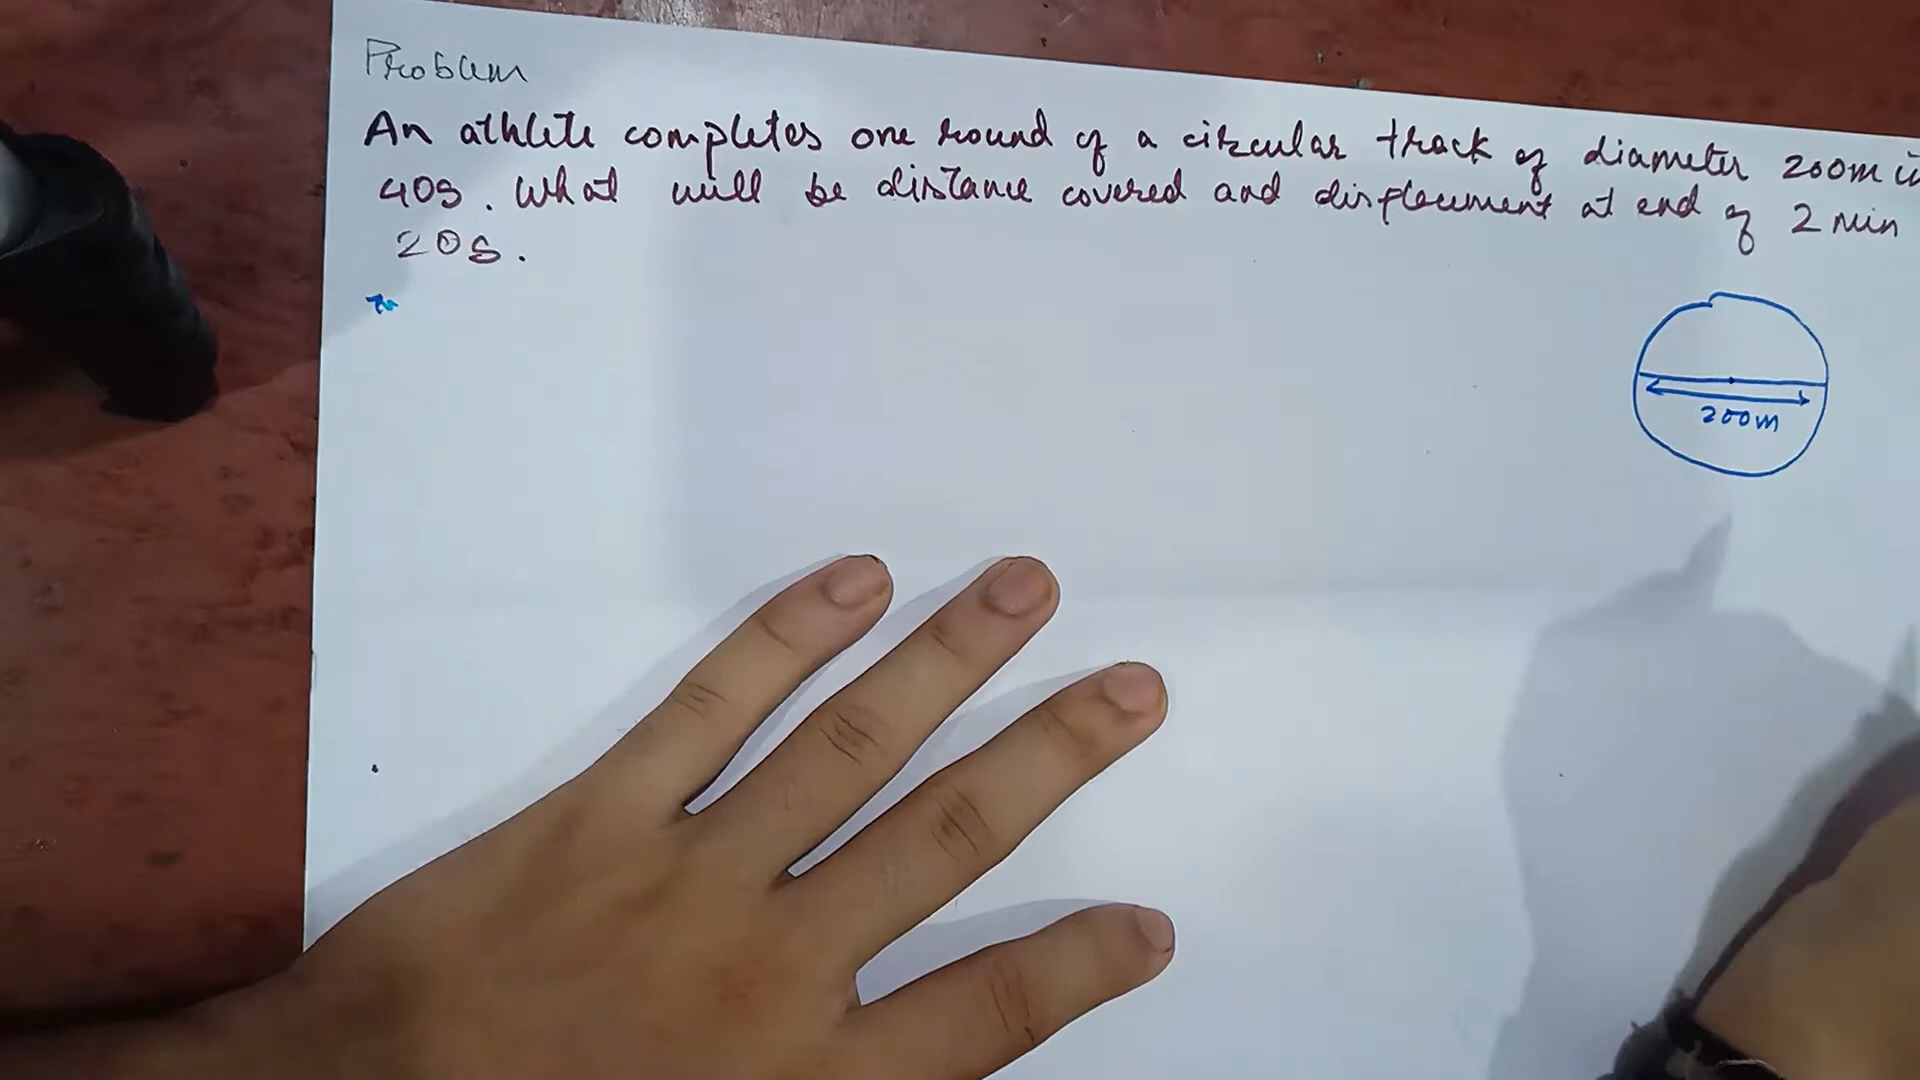 Problem
An athlete completes one round of a circular track of diameter 200m in
40s. What will be distance covered and displacement at end of 2 min
20s.
200m